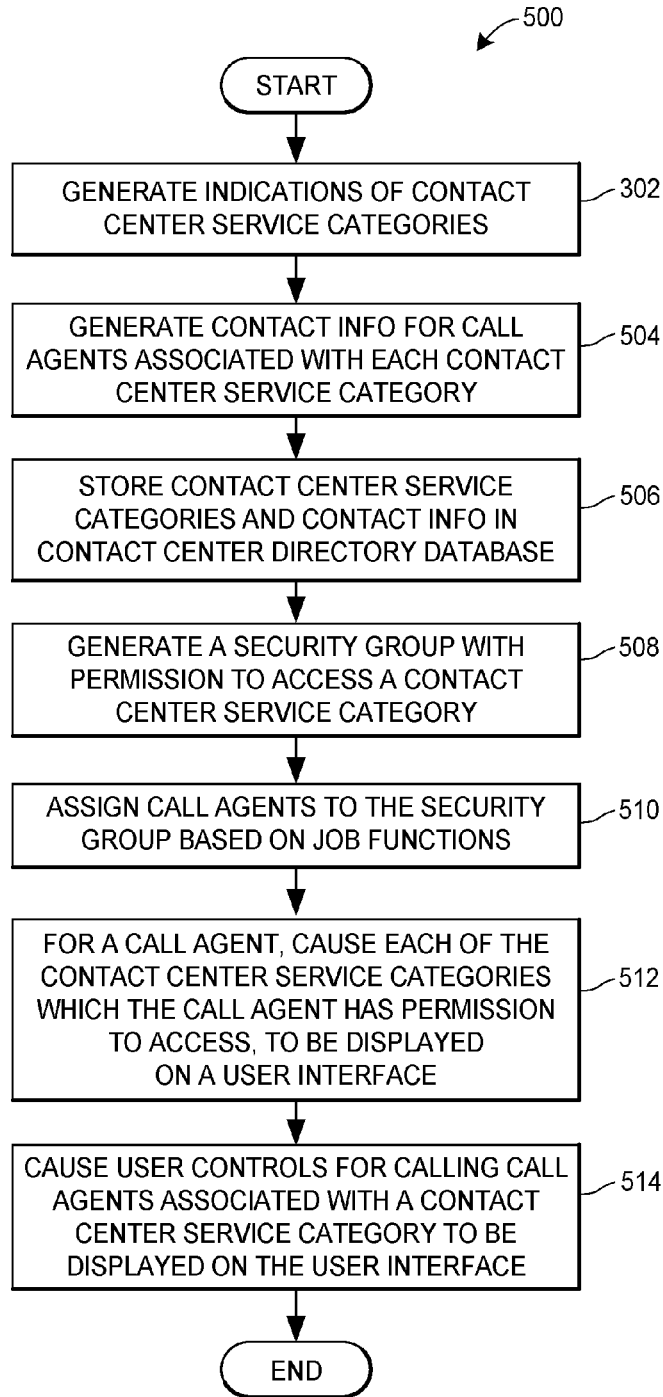 500
START
GENERATE INDICATIONS OF CONTACT
CENTER SERVICE CATEGORIES
302
GENERATE CONTACT INFO FOR CALL
AGENTS ASSOCIATED WITH EACH CONTACT
CENTER SERVICE CATEGORY
504
STORE CONTACT CENTER SERVICE
CATEGORIES AND CONTACT INFO IN
CONTACT CENTER DIRECTORY DATABASE
506
GENERATE A SECURITY GROUP WITH
PERMISSION TO ACCESS A CONTACT
CENTER SERVICE CATEGORY
508
ASSIGN CALL AGENTS TO THE SECURITY
GROUP BASED ON JOB FUNCTIONS
510
FOR A CALL AGENT, CAUSE EACH OF THE
CONTACT CENTER SERVICE CATEGORIES
WHICH THE CALL AGENT HAS PERMISSION
TO ACCESS, TO BE DISPLAYED
ON A USER INTERFACE
512
CAUSE USER CONTROLS FOR CALLING CALL
AGENTS ASSOCIATED WITH A CONTACT
CENTER SERVICE CATEGORY TO BE
DISPLAYED ON THE USER INTERFACE
514
END